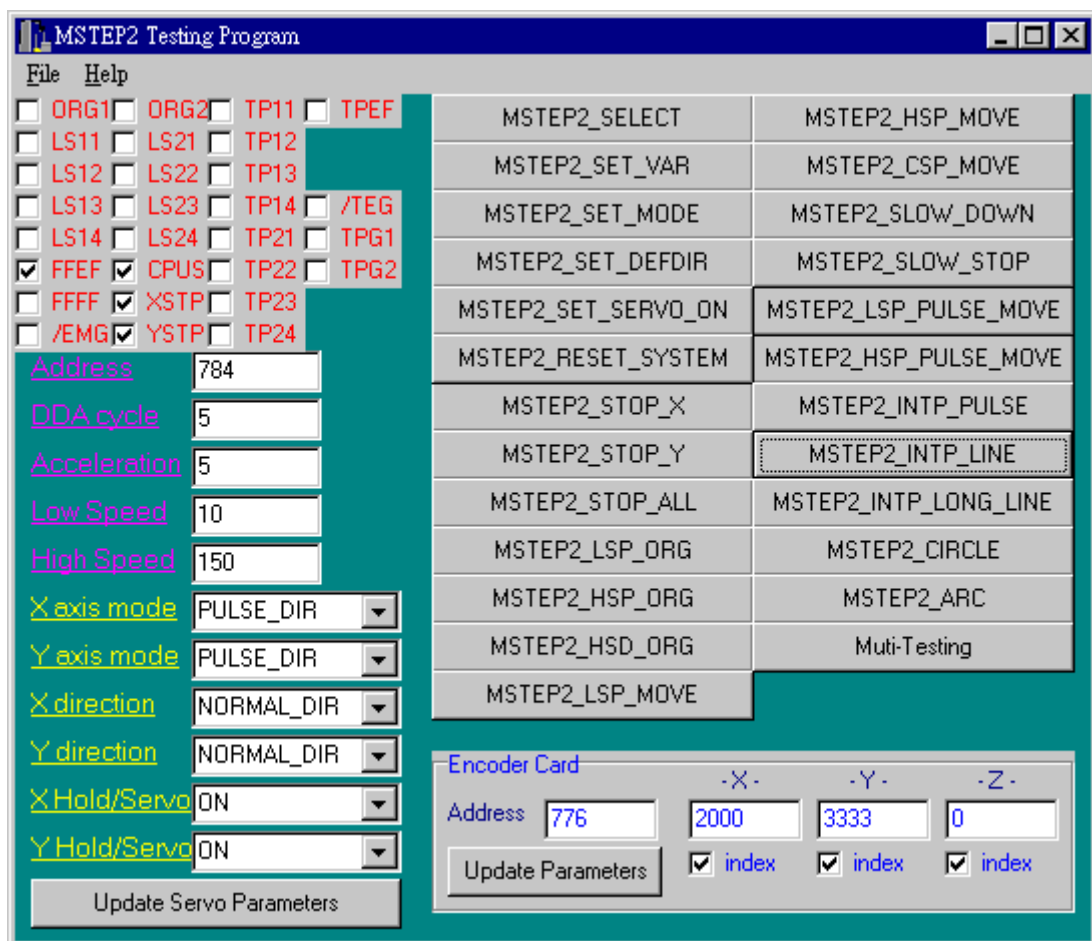 MSTEP2 Testing Program
File Help
ORG1 ORG2 TP11 TPEF
LS11 LS21 TP12
LS12 LS22 TP13
LS13 LS23 TP14 /TEG
LS14 LS24 TP21 TPG1
FFEF CPUS TP22 TPG2
FFFF XSTP TP23
/EMG YSTP TP24
Address 784
DDA cycle 5
Acceleration 5
Low Speed 10
High Speed 150
X axis mode PULSE_DIR
Y axis mode PULSE_DIR
X direction NORMAL_DIR
Y direction NORMAL_DIR
X Hold/Servo ON
Y Hold/Servo ON
Update Servo Parameters
MSTEP2_SELECT MSTEP2_HSP_MOVE
MSTEP2_SET_VAR MSTEP2_CSP_MOVE
MSTEP2_SET_MODE MSTEP2_SLOW_DOWN
MSTEP2_SET_DEFDIR MSTEP2_SLOW_STOP
MSTEP2_SET_SERVO_ON MSTEP2_LSP_PULSE_MOVE
MSTEP2_RESET_SYSTEM MSTEP2_HSP_PULSE_MOVE
MSTEP2_STOP_X MSTEP2_INTP_PULSE
MSTEP2_STOP_Y MSTEP2_INTP_LINE
MSTEP2_STOP_ALL MSTEP2_INTP_LONG_LINE
MSTEP2_LSP_ORG MSTEP2_CIRCLE
MSTEP2_HSP_ORG MSTEP2_ARC
MSTEP2_HSD_ORG Muti-Testing
MSTEP2_LSP_MOVE
Encoder Card
- X - - Y - - Z -
Address 776 2000 3333 0
Update Parameters index index index